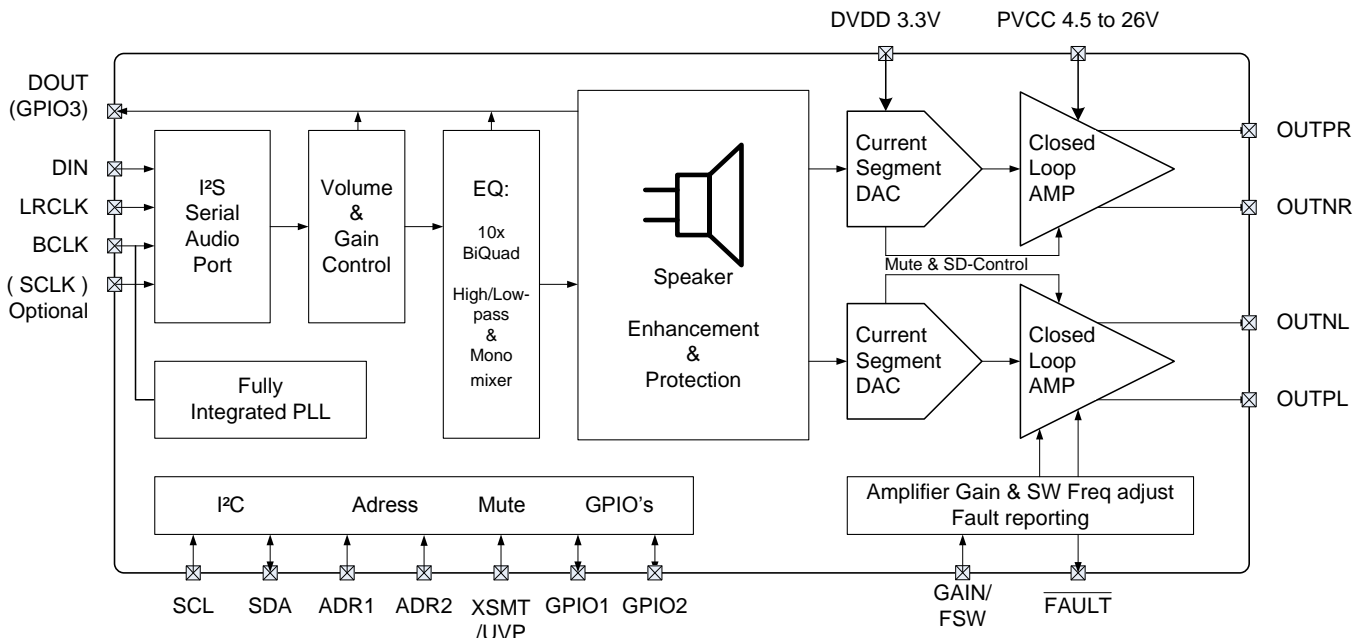 DVDD 3.3V
PVCC 4.5 to 26V
DOUT
(GPIO3)
DIN
LRCLK
BCLK
( SCLK )
Optional
I²S
Serial
Audio
Port
Volume
&
Gain
Control
EQ:
10x
BiQuad
High/Low-
pass
&
Mono
mixer
Speaker
Enhancement
&
Protection
Current
Segment
DAC
Closed
Loop
AMP
OUTPR
OUTNR
Mute & SD-Control
Current
Segment
DAC
Closed
Loop
AMP
OUTNL
OUTPL
Fully
Integrated PLL
I²C
Adress
Mute
GPIO's
Amplifier Gain & SW Freq adjust
Fault reporting
SCL
SDA
ADR1
ADR2
XSMT
/UVP
GPIO1
GPIO2
GAIN/
FSW
FAULT